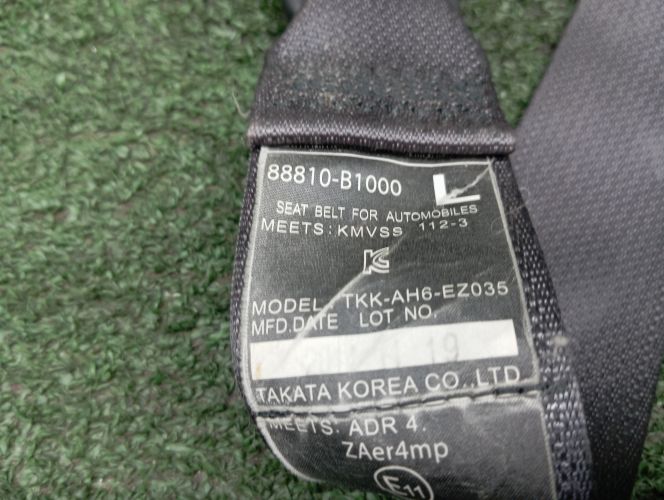 88810-B1000 L
SEAT BELT FOR AUTOMOBILES
MEETS: KMVSS 112-3
MODEL. TKK-AH6-EZ035
MFD.DATE LOT NO.
19
TAKATA KOREA CO.,LTD
MEETS: ADR 4.
ZAer4mp
E11